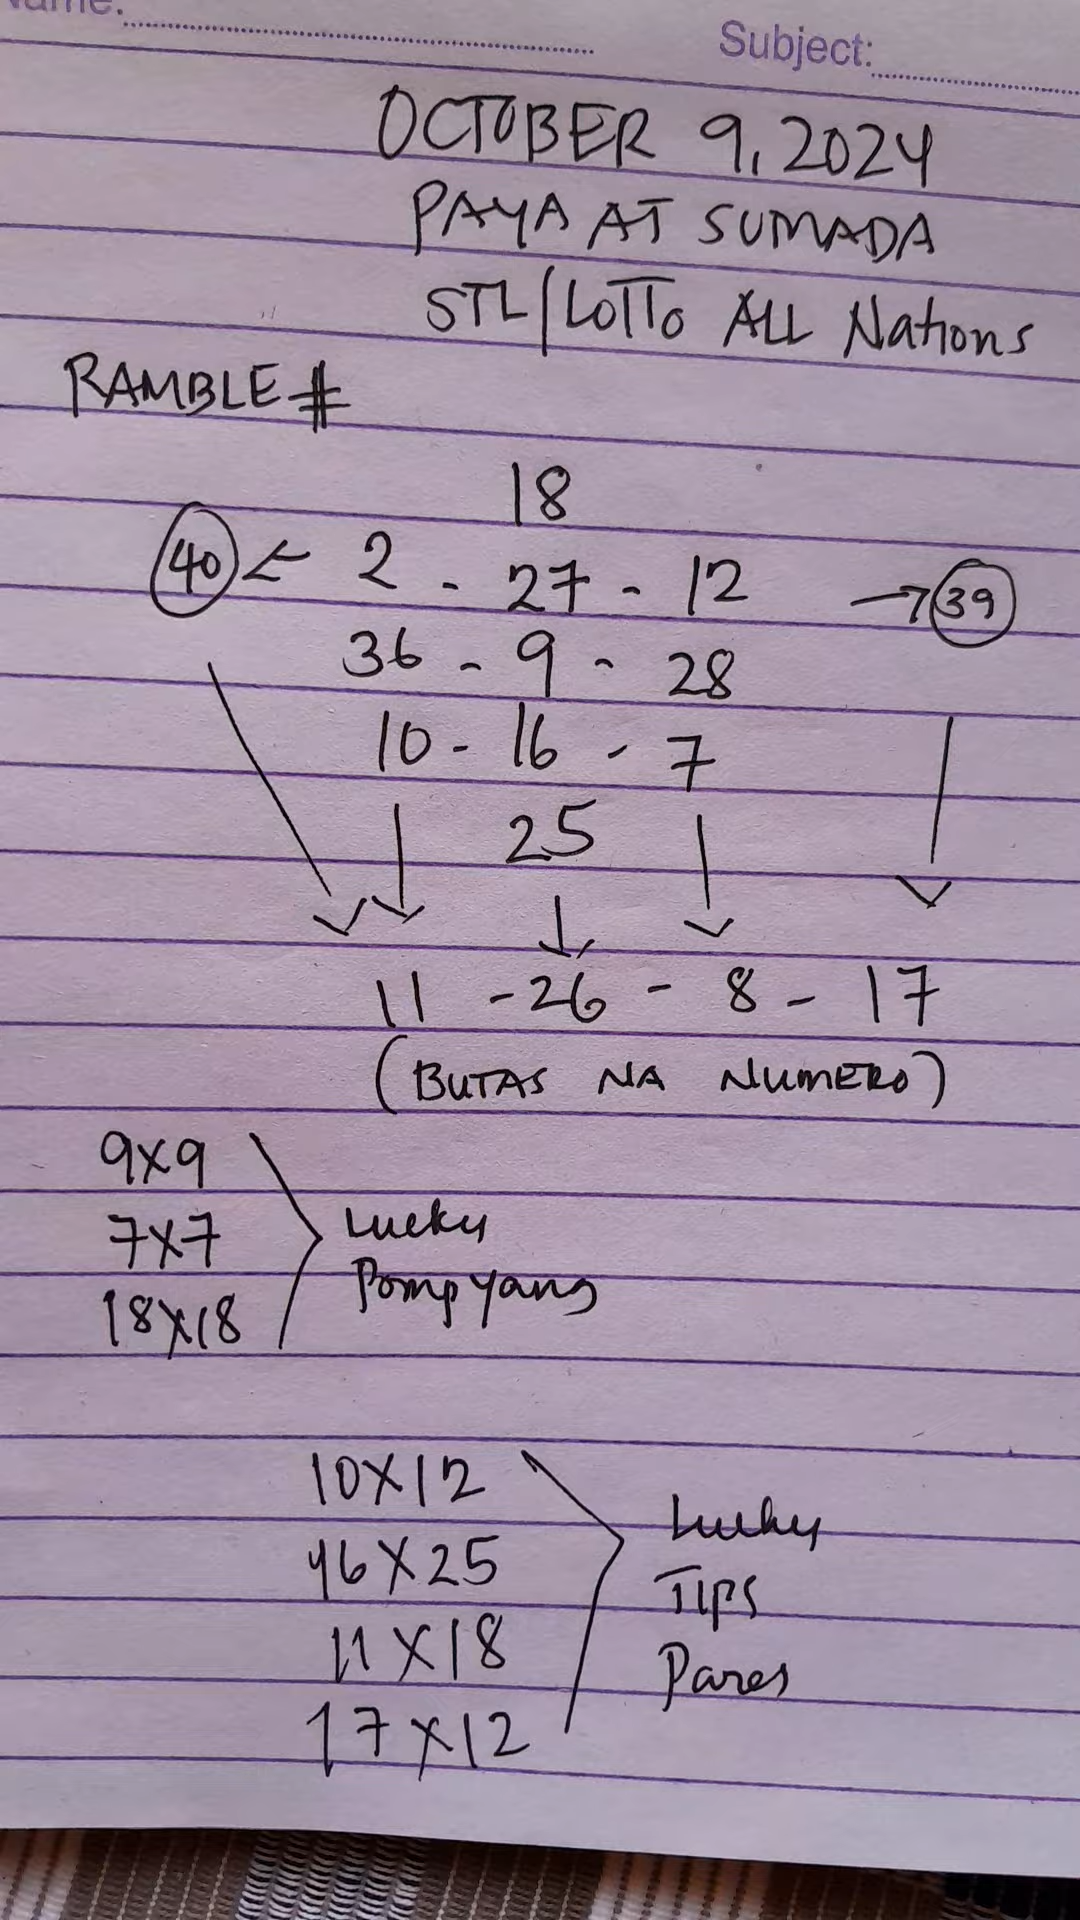 Name:
Subject:
OCTOBER 9, 2024
PAYA AT SUMADA
STL/LOTTO ALL Nations
RAMBLE #
18
40 ← 2 - 27 - 12 → 39
36 - 9 - 28
10 - 16 - 7
25
11 - 26 - 8 - 17
(BUTAS NA NUMERO)
9X9
7X7
18X18
Lucky
Pompyang
10X12
16X25
11X18
17X12
Lucky
TIPS
Pares